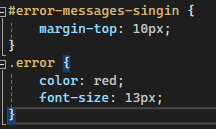 #error-messages-singin {
margin-top: 10px;
}
.error {
color: red;
font-size: 13px;
}